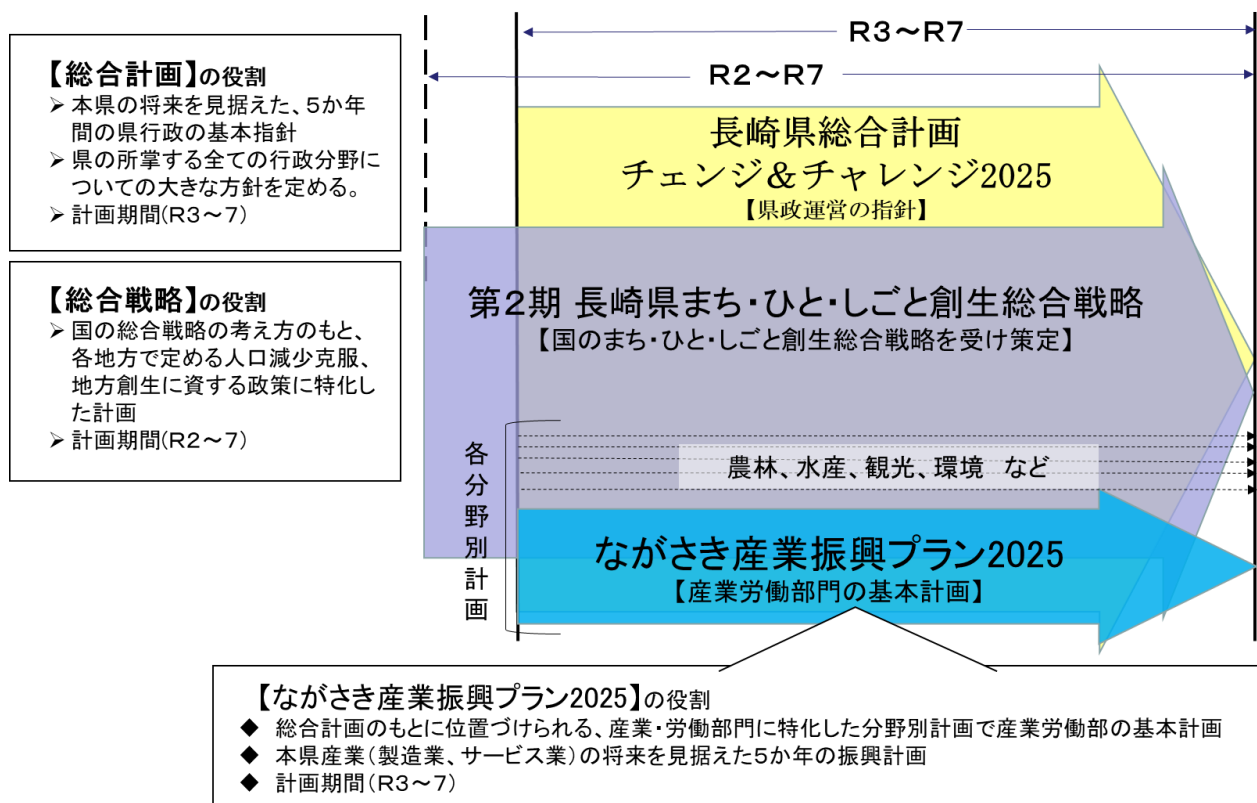 R3~R7
R2~R7
【総合計画】の役割
➢ 本県の将来を見据えた、5か年
間の県行政の基本指針
➢ 県の所掌する全ての行政分野に
ついての大きな方針を定める。
➢ 計画期間(R3~7)
【総合戦略】の役割
➢ 国の総合戦略の考え方のもと、
各地方で定める人口減少克服、
地方創生に資する政策に特化し
た計画
➢ 計画期間(R2~7)
長崎県総合計画
チェンジ&チャレンジ2025
【県政運営の指針】
第2期 長崎県まち・ひと・しごと創生総合戦略
【国のまち・ひと・しごと創生総合戦略を受け策定】
各分野別計画
農林、水産、観光、環境 など
ながさき産業振興プラン2025
【産業労働部門の基本計画】
【ながさき産業振興プラン2025】の役割
◆ 総合計画のもとに位置づけられる、産業・労働部門に特化した分野別計画で産業労働部の基本計画
◆ 本県産業(製造業、サービス業)の将来を見据えた5か年の振興計画
◆ 計画期間(R3~7)